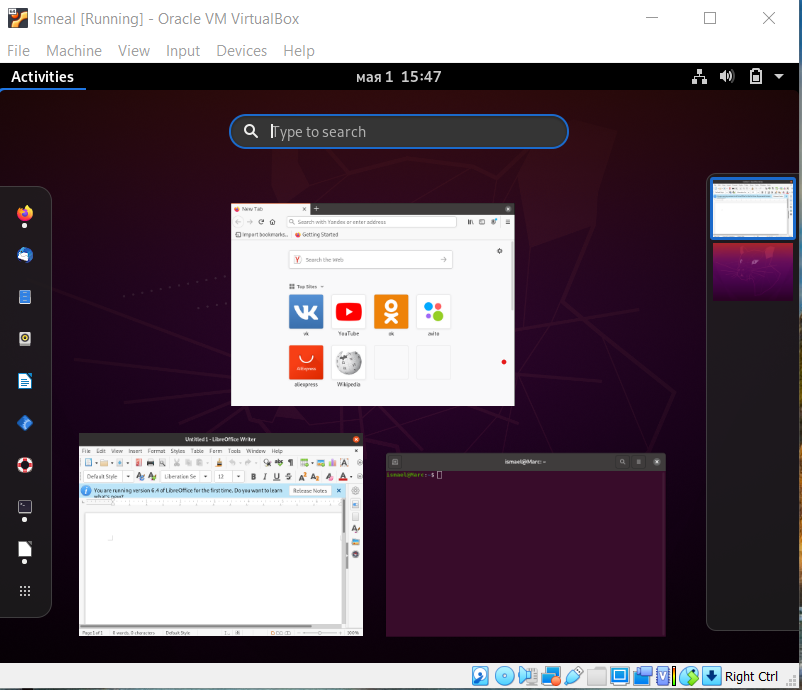 Ismeal [Running] - Oracle VM VirtualBox
File Machine View Input Devices Help
Activities
мая 1 15:47
Type to search
New Tab
Search with Yandex or enter address
Import bookmarks...
Getting Started
Search the Web
Top Sites
vk
YouTube
ok
avito
Aliexpress
aliexpress
Wikipedia
Untitled 1 - LibreOffice Writer
File Edit View Insert Format Styles Table Form Tools Window Help
Default Style
Liberation Se
12
You are running version 6.4 of LibreOffice for the first time. Do you want to learn
what's new?
Release Notes
Page 1 of 1
0 words, 0 characters
Default Style
100%
ismael@Mars: ~
ismael@Mars:~$
Right Ctrl